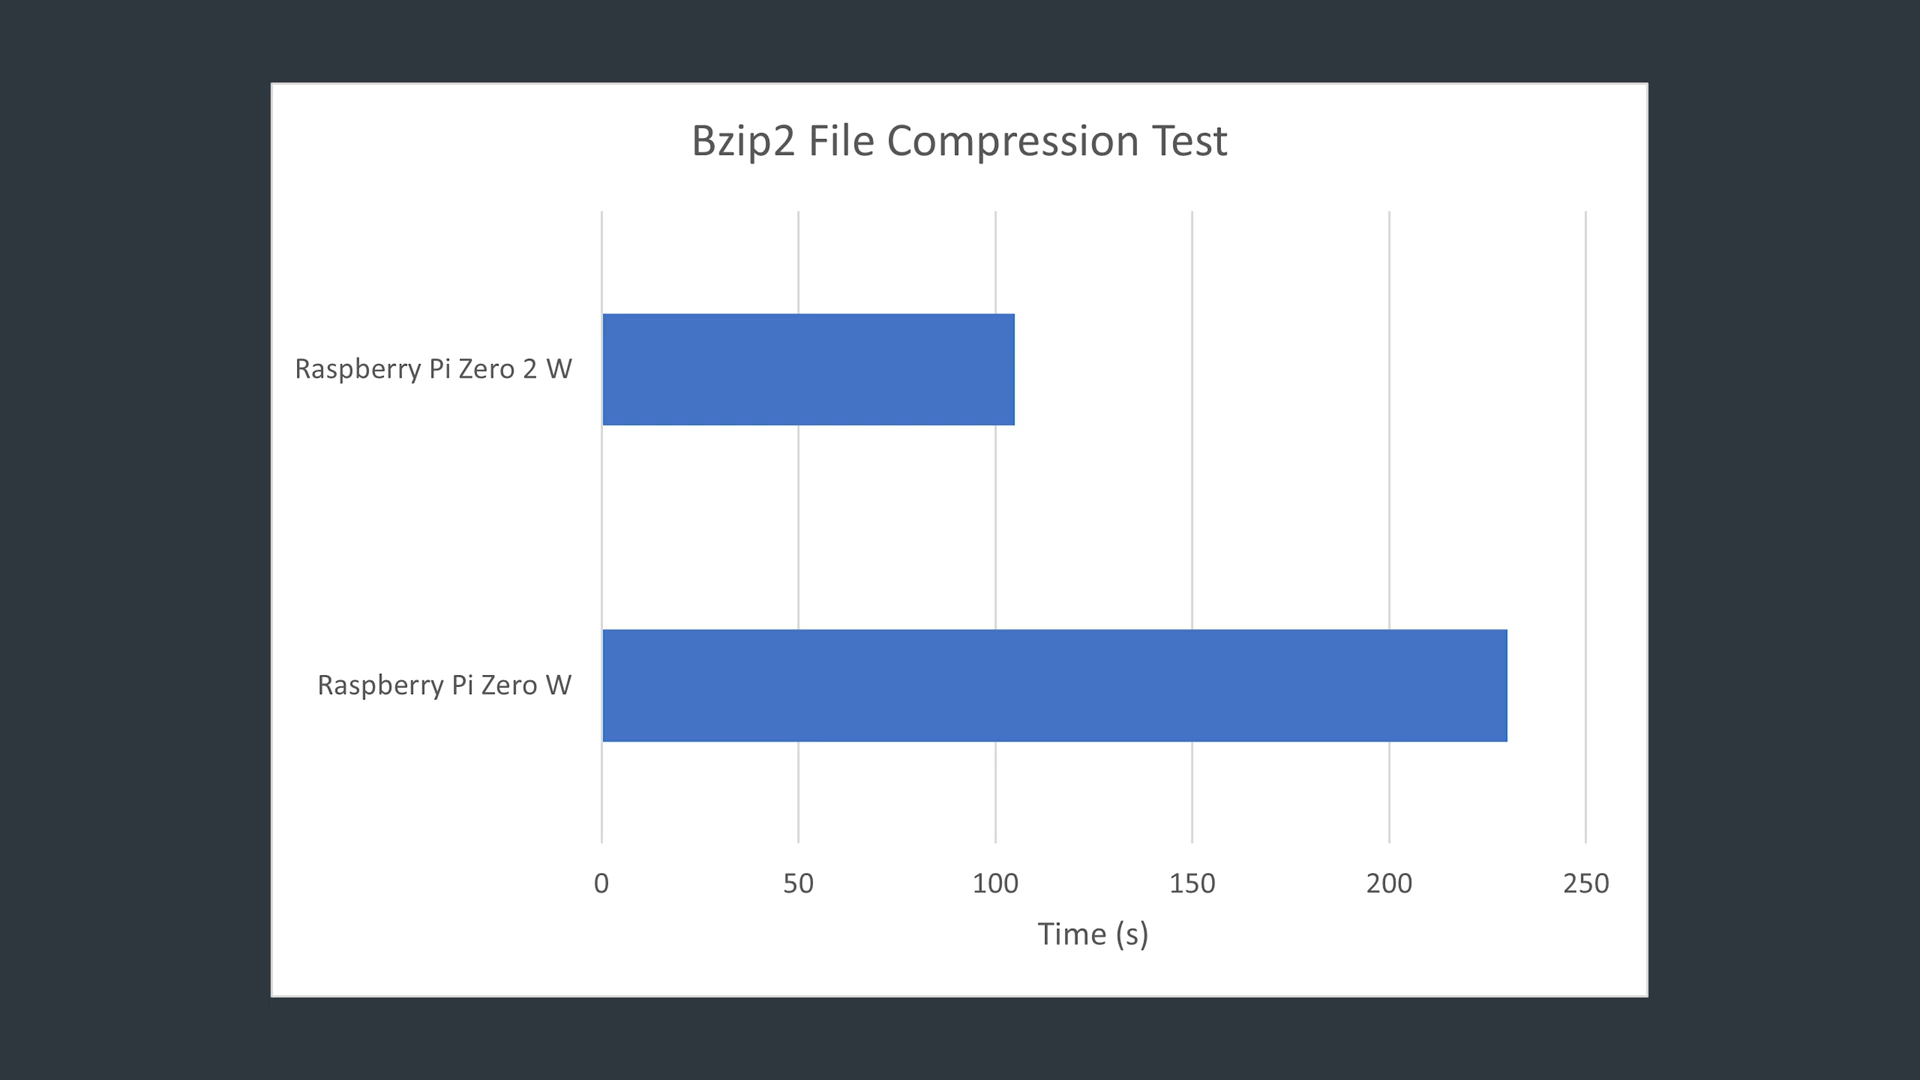 Bzip2 File Compression Test
Raspberry Pi Zero 2 W
Raspberry Pi Zero W
0 50 100 150 200 250
Time (s)